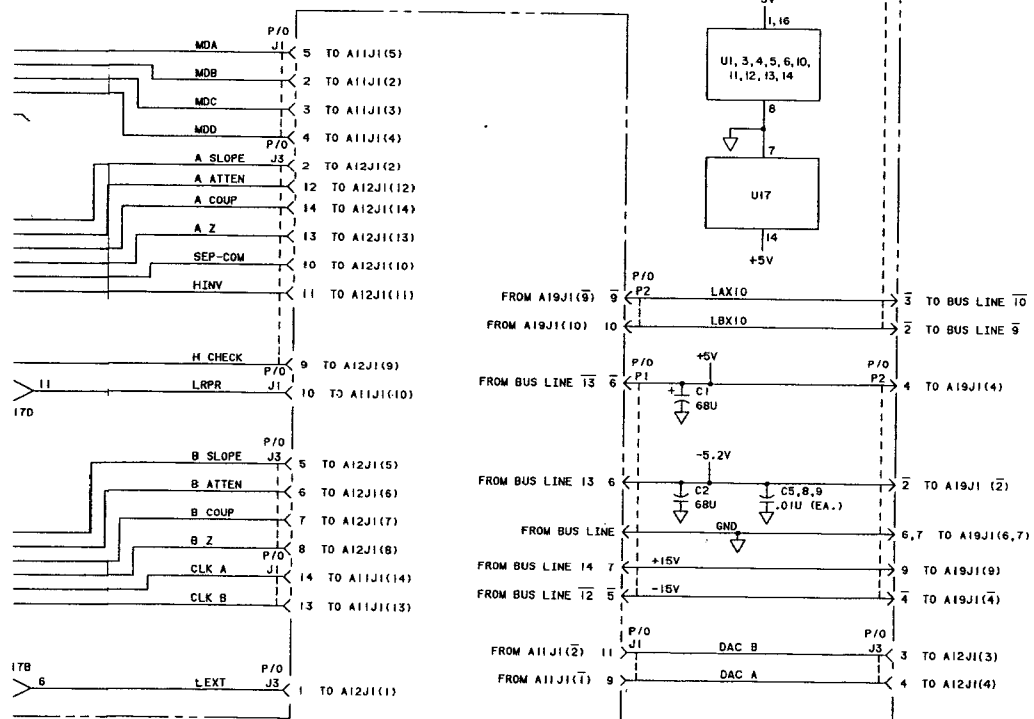 5V
1, 16
U1, 3, 4, 5, 6, 10,
11, 12, 13, 14
8
7
U17
14
+5V
P/O
J1
MDA 5 TO A11J1(5)
MDB 2 TO A11J1(2)
MDC 3 TO A11J1(3)
MDD 4 TO A11J1(4)
P/O
J3
A SLOPE 2 TO A12J1(2)
A ATTEN 12 TO A12J1(12)
A COUP 14 TO A12J1(14)
A Z 13 TO A12J1(13)
SEP-COM 10 TO A12J1(10)
HINV 11 TO A12J1(11)
H CHECK 9 TO A12J1(9)
P/O
J1
11 LRPR 10 TO A11J1(10)
17D
P/O
J3
B SLOPE 5 TO A12J1(5)
B ATTEN 6 TO A12J1(6)
B COUP 7 TO A12J1(7)
B Z 8 TO A12J1(8)
P/O
J1
CLK A 14 TO A11J1(14)
CLK B 13 TO A11J1(13)
17B
P/O
J3
6 LEXT 1 TO A12J1(1)
P/O
P2
FROM A19J1(9̅) 9̅ LAX10 3̅ TO BUS LINE 1̅0̅
FROM A19J1(10) 10 LBX10 2̅ TO BUS LINE 9̅
P/O
P1
+5V
P/O
P2
FROM BUS LINE 1̅3̅ 6̅ 4 TO A19J1(4)
+ C1
68U
-5.2V
FROM BUS LINE 13 6 2̅ TO A19J1 (2̅)
C2
68U
C5,8,9
.01U (EA.)
FROM BUS LINE GND 6,7 TO A19J1(6,7)
FROM BUS LINE 14 7 +15V 9 TO A19J1(9)
FROM BUS LINE 1̅2̅ 5̅ -15V 4̅ TO A19J1(4̅)
P/O
J1
P/O
J3
FROM A11J1(2̅) 11 DAC B 3 TO A12J1(3)
FROM A11J1(1̅) 9 DAC A 4 TO A12J1(4)